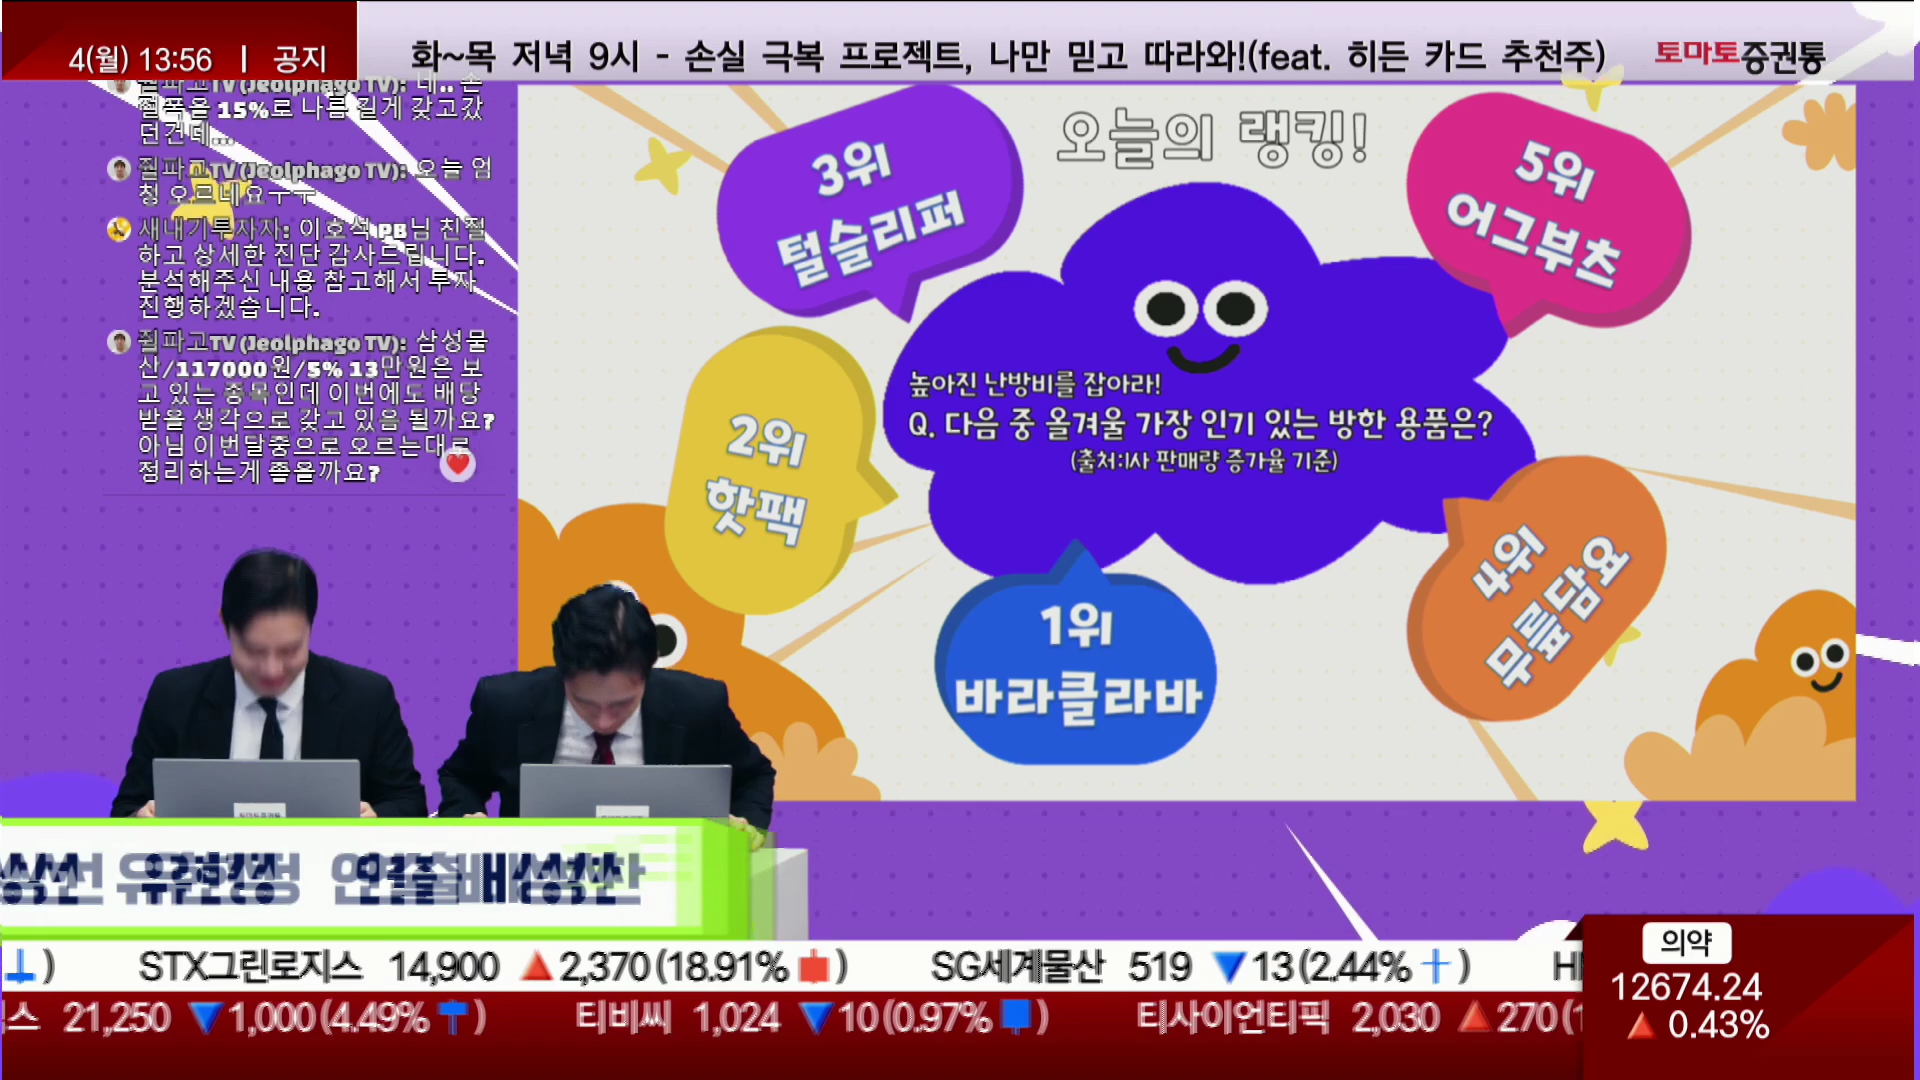 4(월) 13:56 | 공지
화~목 저녁 9시 - 손실 극복 프로젝트, 나만 믿고 따라와!(feat. 히든 카드 추천주)
토마토증권통
쩔파고TV(Jeolphago TV): 네.. 손
절폭을 15%로 나름 길게 갖고갔
던건데...
쩔파고TV(Jeolphago TV): 오늘 엄
청 오르네요ㅜㅜ
새내기투자자: 이호석 PB님 친절
하고 상세한 진단 감사드립니다.
분석해주신 내용 참고해서 투자
진행하겠습니다.
쩔파고TV(Jeolphago TV): 삼성물
산/117000원/5% 13만원은 보
고 있는 종목인데 이번에도 배당
받을 생각으로 갖고 있음 될까요?
아님 이번달중으로 오르는대로
정리하는게 좋을까요?
오늘의 랭킹!
3위
털슬리퍼
5위
어그부츠
높아진 난방비를 잡아라!
Q. 다음 중 올겨울 가장 인기 있는 방한 용품은?
(출처:I사 판매량 증가율 기준)
2위
핫팩
4위
무릎담요
1위
바라클라바
) STX그린로지스 14,900 ▲2,370(18.91% ) SG세계물산 519 ▼13(2.44% )
스 21,250 ▼1,000(4.49% ) 티비씨 1,024 ▼10(0.97% ) 티사이언티픽 2,030 ▲270(
의약
12674.24
▲ 0.43%